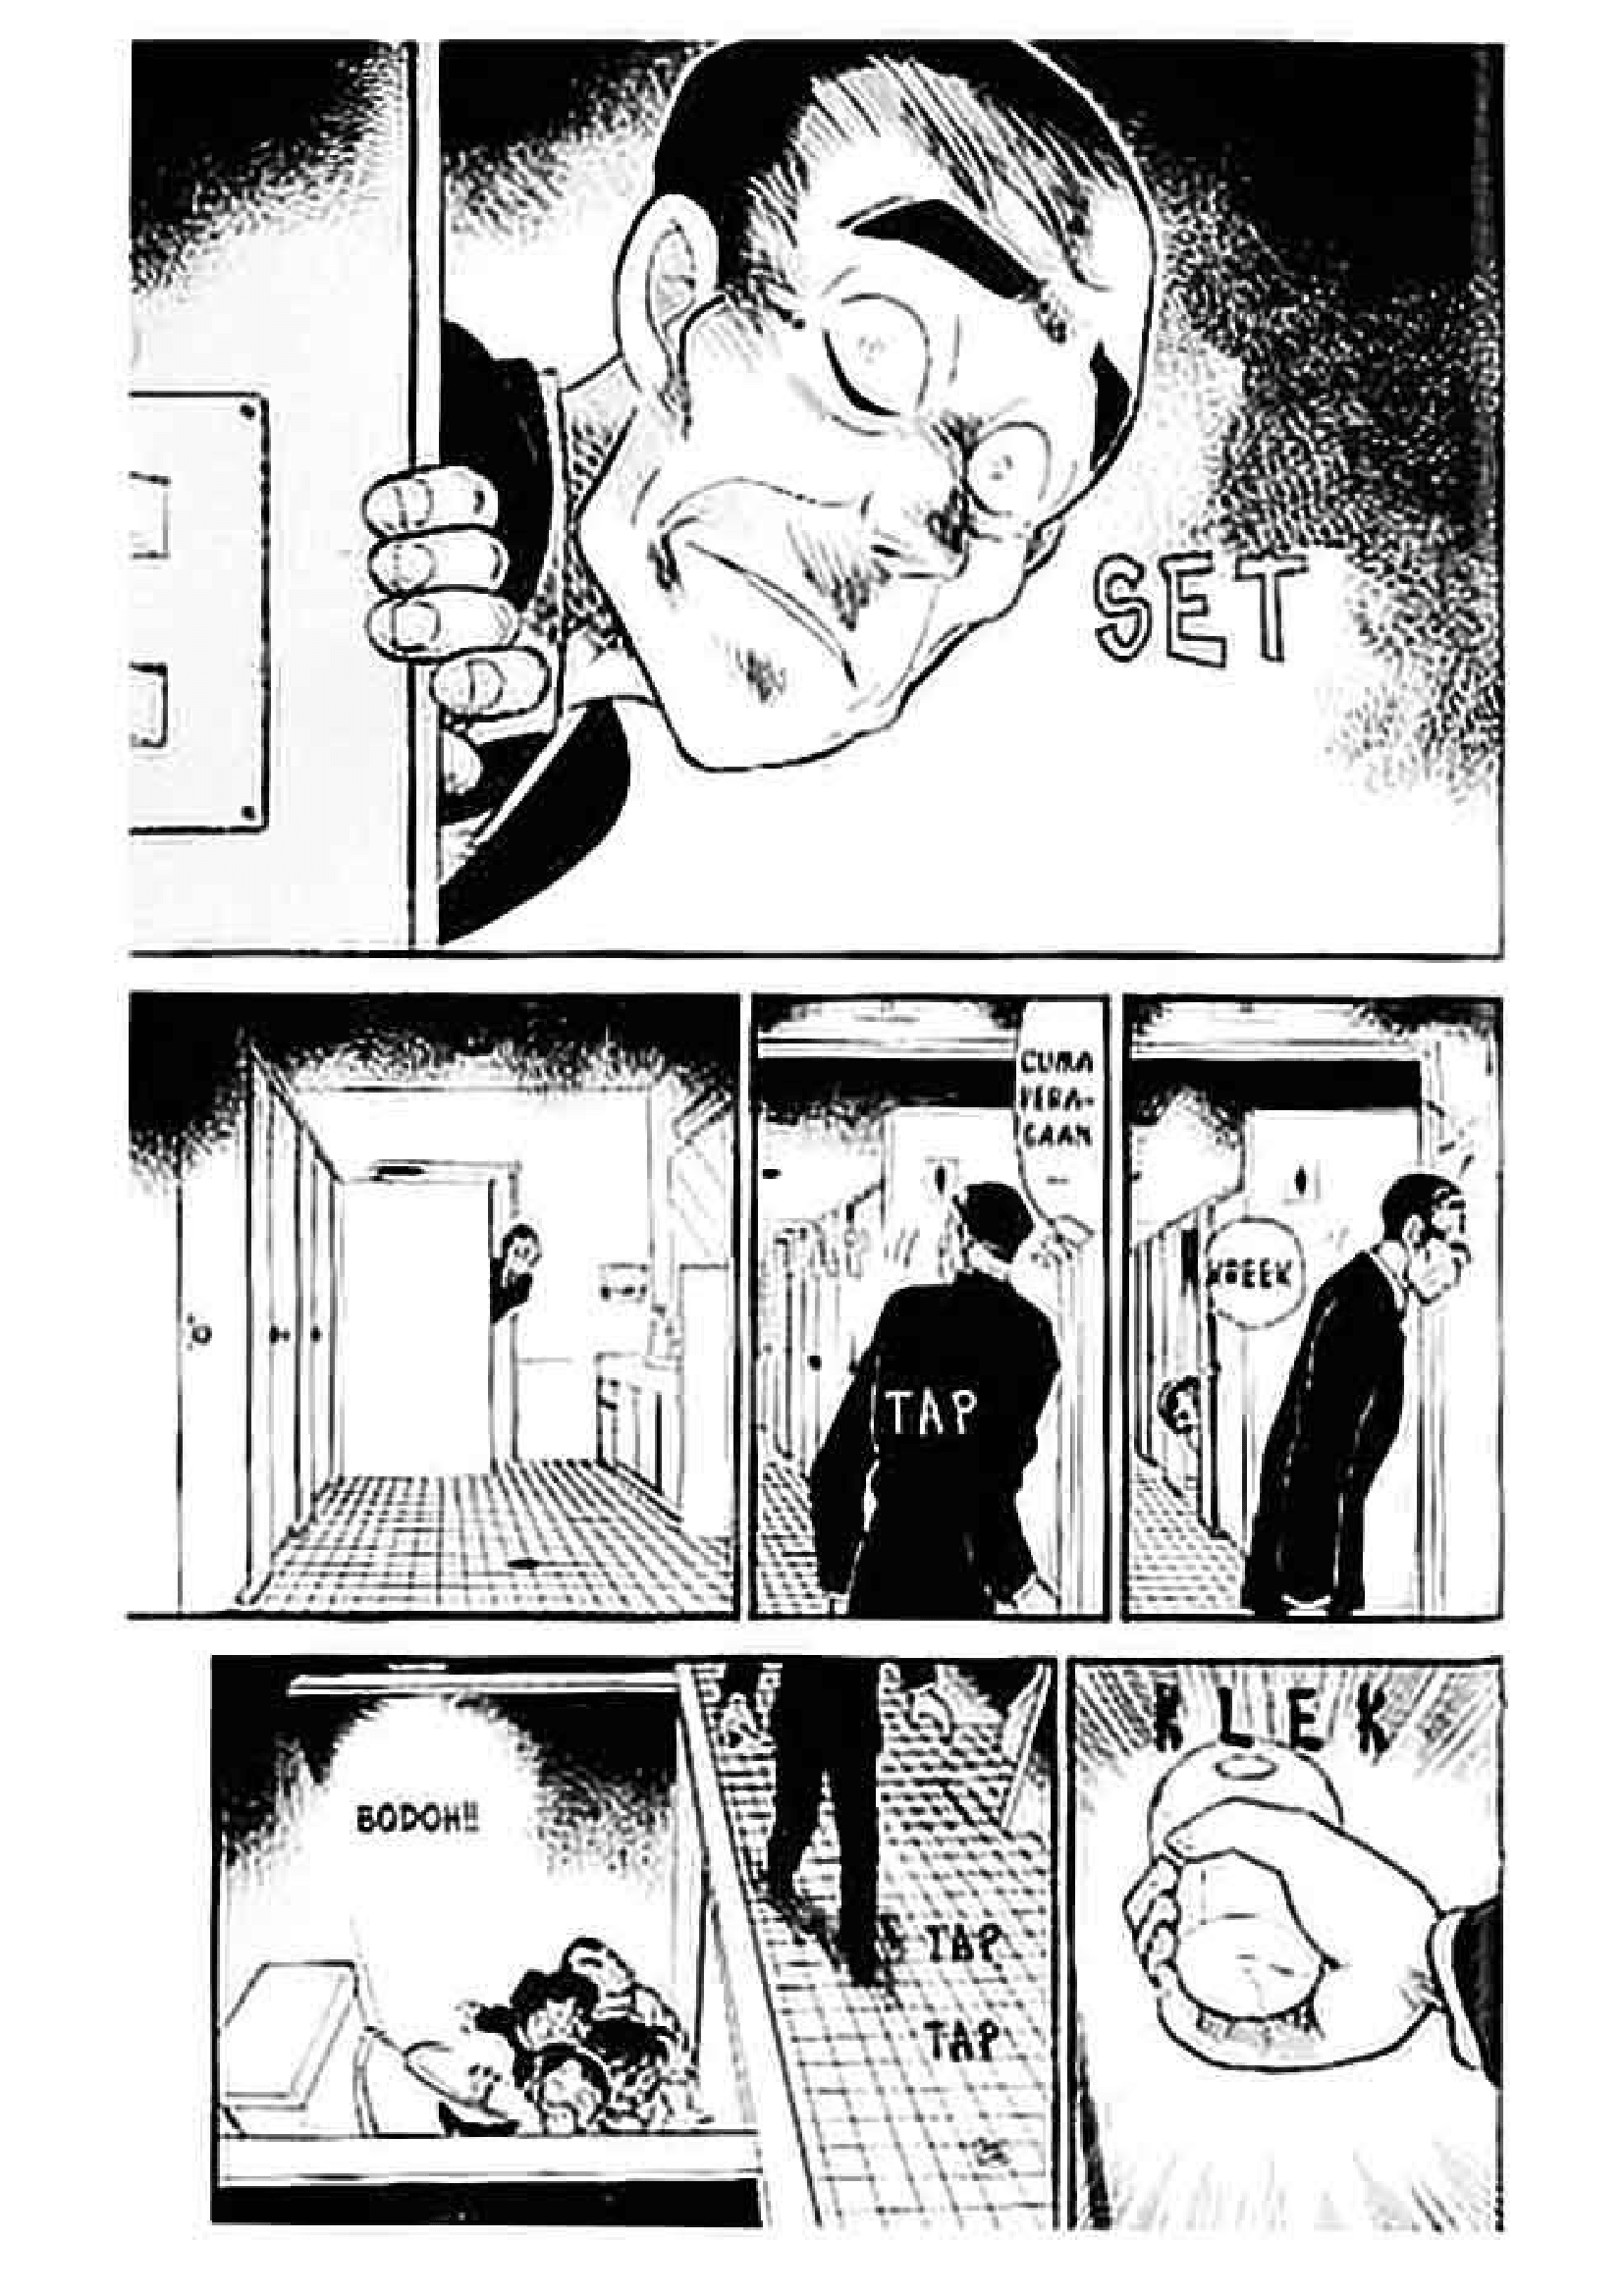 SET
CUMA
PERA-
SAAN
...
TAP
KREEK
BODOH!!
TAP
TAP
KLEK